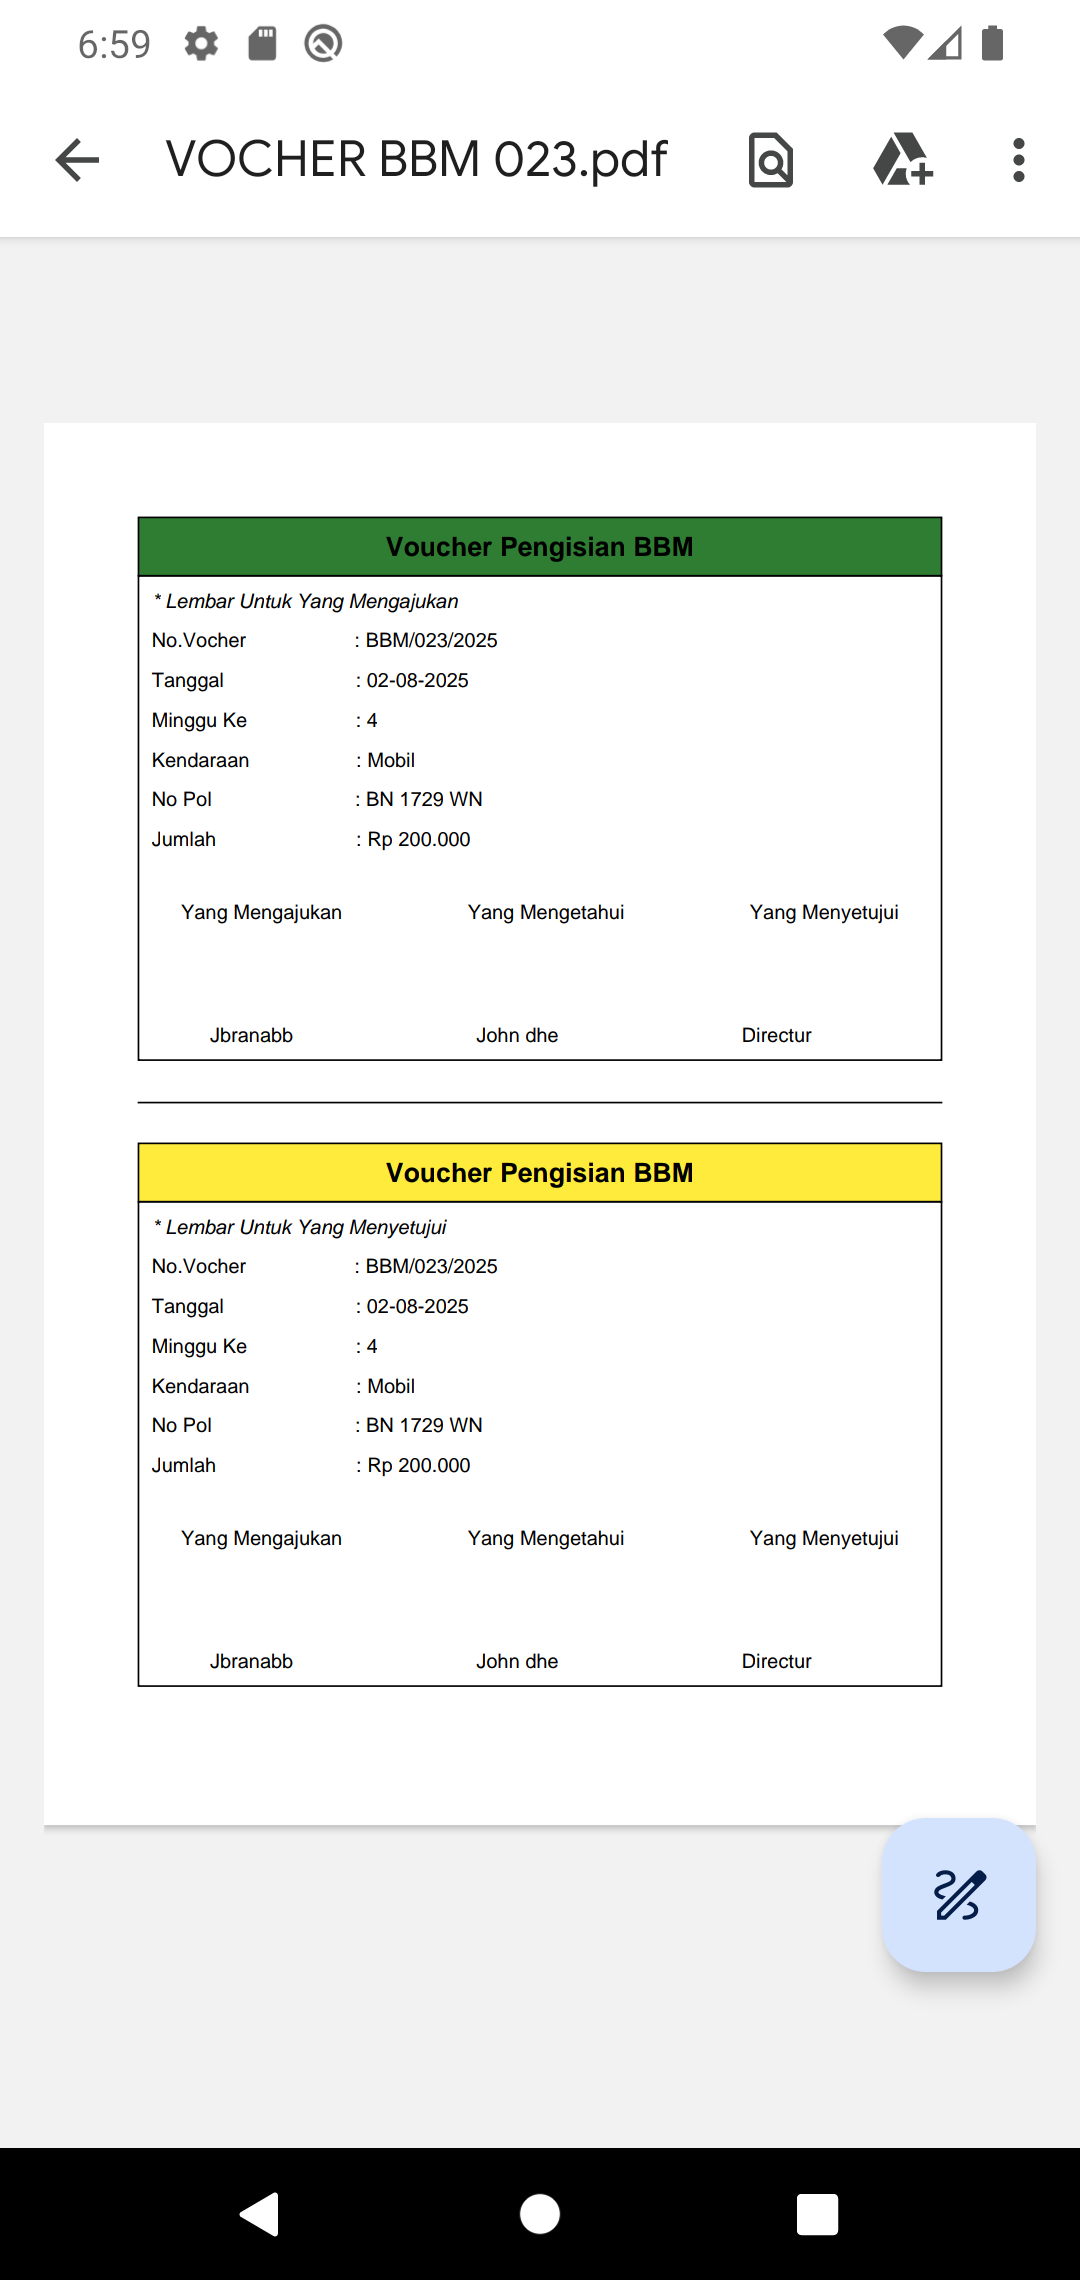 6:59
VOCHER BBM 023.pdf
Voucher Pengisian BBM
* Lembar Untuk Yang Mengajukan
No.Vocher : BBM/023/2025
Tanggal : 02-08-2025
Minggu Ke : 4
Kendaraan : Mobil
No Pol : BN 1729 WN
Jumlah : Rp 200.000
Yang Mengajukan Yang Mengetahui Yang Menyetujui
Jbranabb John dhe Directur
Voucher Pengisian BBM
* Lembar Untuk Yang Menyetujui
No.Vocher : BBM/023/2025
Tanggal : 02-08-2025
Minggu Ke : 4
Kendaraan : Mobil
No Pol : BN 1729 WN
Jumlah : Rp 200.000
Yang Mengajukan Yang Mengetahui Yang Menyetujui
Jbranabb John dhe Directur